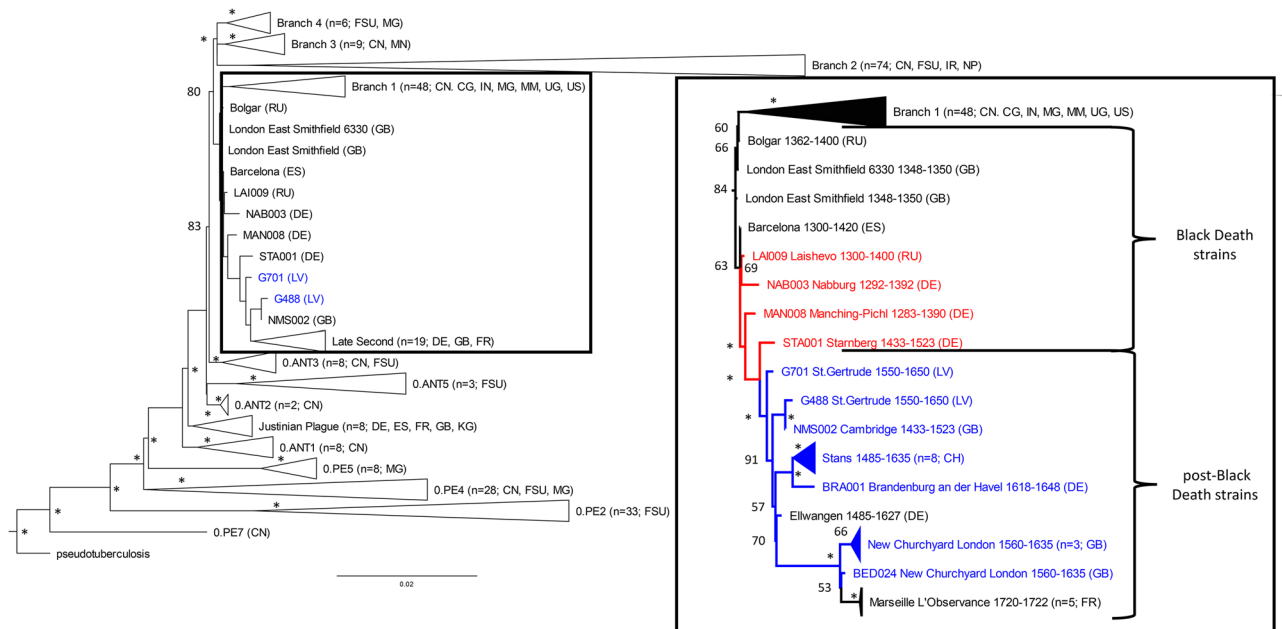 Branch 4 (n=6; FSU, MG)
*
*
*
Branch 3 (n=9; CN, MN)
Branch 2 (n=74; CN, FSU, IR, NP)
80
Branch 1 (n=48; CN. CG, IN, MG, MM, UG, US)
Bolgar (RU)
London East Smithfield 6330 (GB)
London East Smithfield (GB)
Barcelona (ES)
LAI009 (RU)
NAB003 (DE)
83
MAN008 (DE)
STA001 (DE)
G701 (LV)
G488 (LV)
NMS002 (GB)
Late Second (n=19; DE, GB, FR)
*
0.ANT3 (n=8; CN, FSU)
*
*
0.ANT5 (n=3; FSU)
*
0.ANT2 (n=2; CN)
*
Justinian Plague (n=8; DE, ES, FR, GB, KG)
*
*
0.ANT1 (n=8; CN)
*
*
0.PE5 (n=8; MG)
*
*
0.PE4 (n=28; CN, FSU, MG)
*
*
0.PE2 (n=33; FSU)
*
*
0.PE7 (CN)
pseudotuberculosis
0.02
*
Branch 1 (n=48; CN. CG, IN, MG, MM, UG, US)
60
Bolgar 1362-1400 (RU)
66
London East Smithfield 6330 1348-1350 (GB)
84
London East Smithfield 1348-1350 (GB)
Barcelona 1300-1420 (ES)
LAI009 Laishevo 1300-1400 (RU)
63
69
NAB003 Nabburg 1292-1392 (DE)
MAN008 Manching-Pichl 1283-1390 (DE)
*
STA001 Starnberg 1433-1523 (DE)
*
G701 St.Gertrude 1550-1650 (LV)
G488 St.Gertrude 1550-1650 (LV)
*
*
NMS002 Cambridge 1433-1523 (GB)
*
Stans 1485-1635 (n=8; CH)
91
*
BRA001 Brandenburg an der Havel 1618-1648 (DE)
57
Ellwangen 1485-1627 (DE)
66
70
New Churchyard London 1560-1635 (n=3; GB)
*
BED024 New Churchyard London 1560-1635 (GB)
53
*
Marseille L'Observance 1720-1722 (n=5; FR)
Black Death
strains
post-Black
Death strains